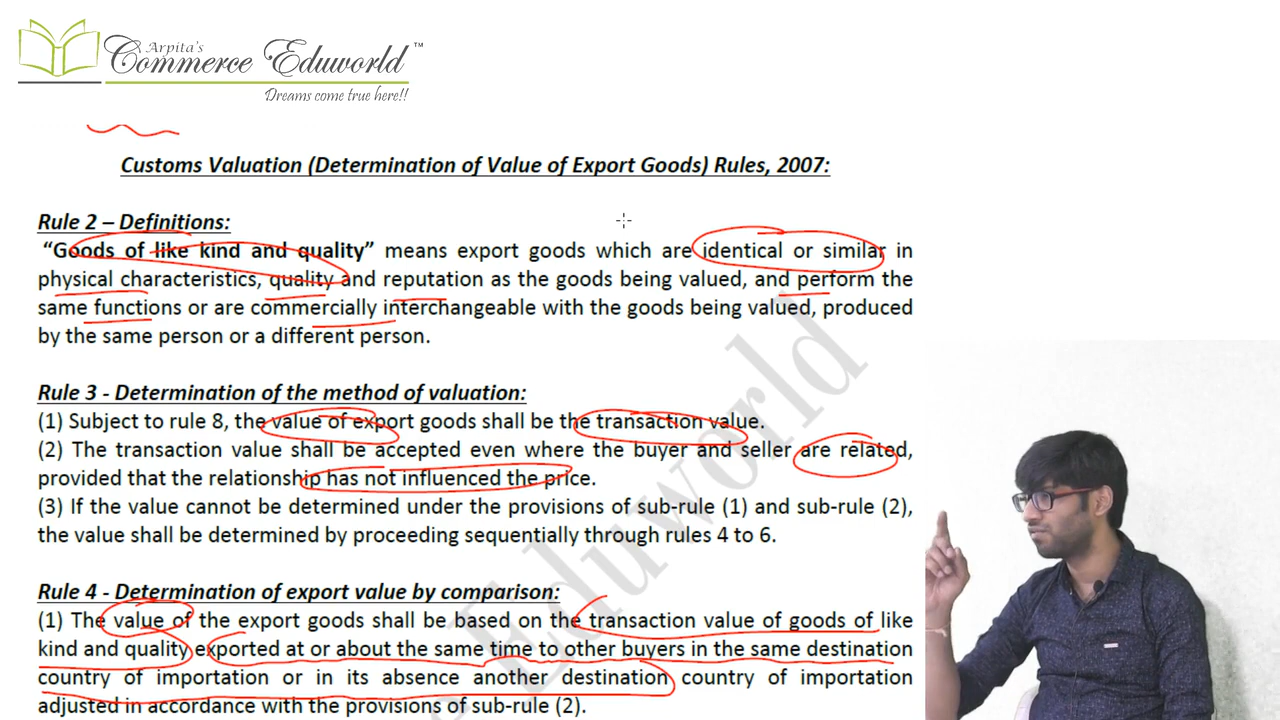 Arpita's
Commerce Eduworld™
Dreams come true here!!
Customs Valuation (Determination of Value of Export Goods) Rules, 2007:
Rule 2 – Definitions:
“Goods of like kind and quality” means export goods which are identical or similar in
physical characteristics, quality and reputation as the goods being valued, and perform the
same functions or are commercially interchangeable with the goods being valued, produced
by the same person or a different person.
Rule 3 - Determination of the method of valuation:
(1) Subject to rule 8, the value of export goods shall be the transaction value.
(2) The transaction value shall be accepted even where the buyer and seller are related,
provided that the relationship has not influenced the price.
(3) If the value cannot be determined under the provisions of sub-rule (1) and sub-rule (2),
the value shall be determined by proceeding sequentially through rules 4 to 6.
Rule 4 - Determination of export value by comparison:
(1) The value of the export goods shall be based on the transaction value of goods of like
kind and quality exported at or about the same time to other buyers in the same destination
country of importation or in its absence another destination country of importation
adjusted in accordance with the provisions of sub-rule (2).
Eduworld